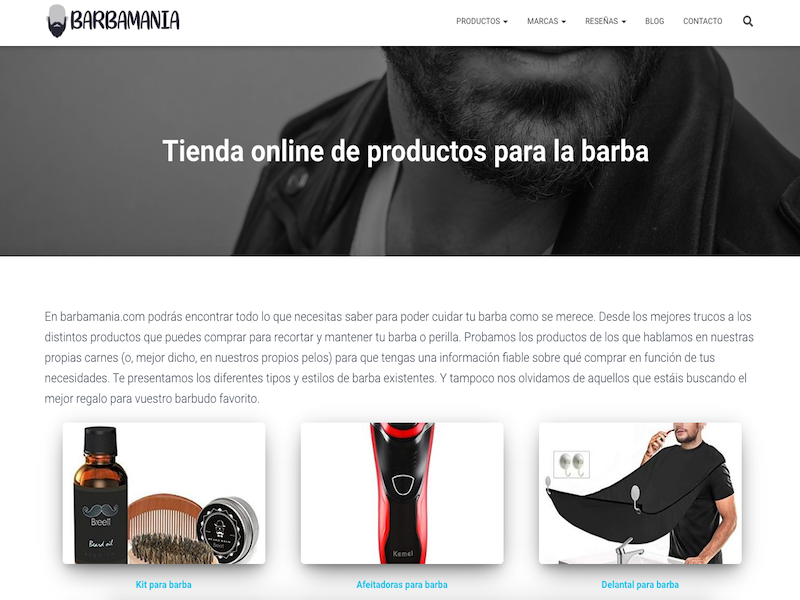 BARBAMANIA
PRODUCTOS MARCAS RESEÑAS BLOG CONTACTO
Tienda online de productos para la barba
En barbamania.com podrás encontrar todo lo que necesitas saber para poder cuidar tu barba como se merece. Desde los mejores trucos a los
distintos productos que puedes comprar para recortar y mantener tu barba o perilla. Probamos los productos de los que hablamos en nuestras
propias carnes (o, mejor dicho, en nuestros propios pelos) para que tengas una información fiable sobre qué comprar en función de tus
necesidades. Te presentamos los diferentes tipos y estilos de barba existentes. Y tampoco nos olvidamos de aquellos que estáis buscando el
mejor regalo para vuestro barbudo favorito.
Breett
Beard oil
Kemei
Kit para barba
Afeitadoras para barba
Delantal para barba